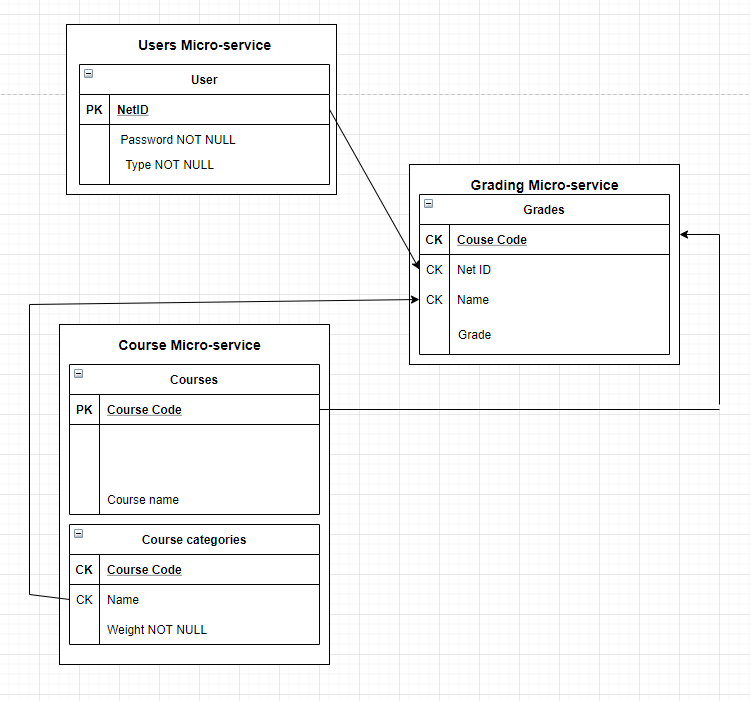 Users Micro-service
User
PK NetID
Password NOT NULL
Type NOT NULL
Grading Micro-service
Grades
CK Couse Code
CK Net ID
CK Name
Grade
Course Micro-service
Courses
PK Course Code
Course name
Course categories
CK Course Code
CK Name
Weight NOT NULL